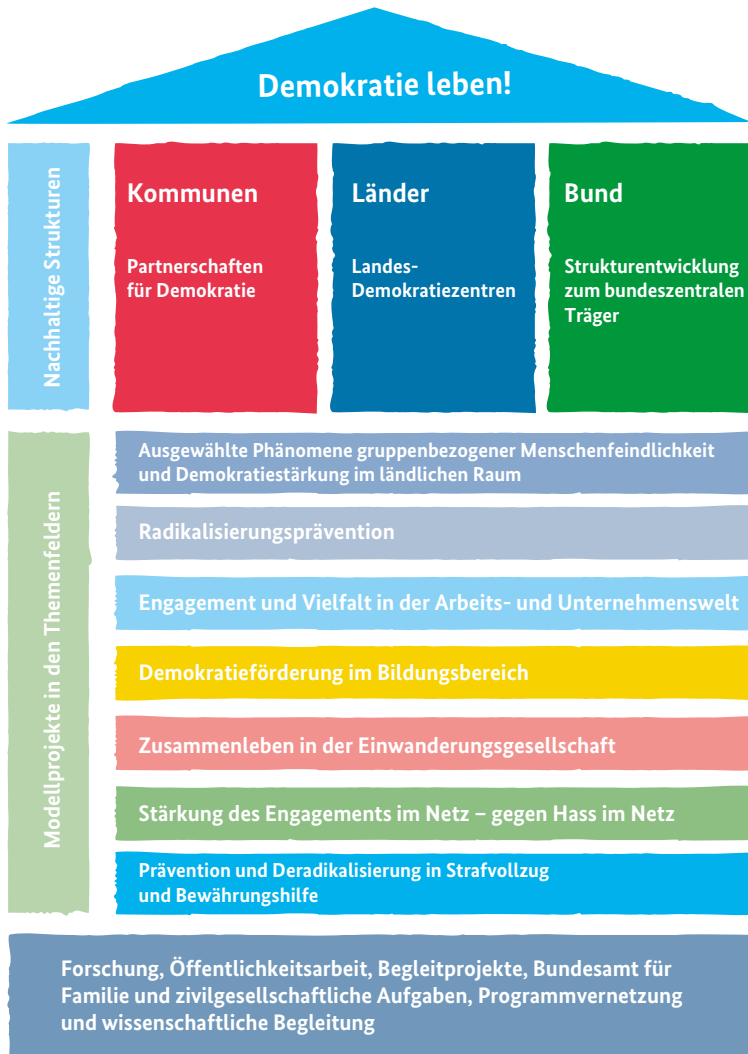 Demokratie leben!
Nachhaltige Strukturen
Kommunen
Partnerschaften
für Demokratie
Länder
Landes-
Demokratiezentren
Bund
Strukturentwicklung
zum bundeszentralen
Träger
Modellprojekte in den Themenfeldern
Ausgewählte Phänomene gruppenbezogener Menschenfeindlichkeit
und Demokratiestärkung im ländlichen Raum
Radikalisierungsprävention
Engagement und Vielfalt in der Arbeits- und Unternehmenswelt
Demokratieförderung im Bildungsbereich
Zusammenleben in der Einwanderungsgesellschaft
Stärkung des Engagements im Netz – gegen Hass im Netz
Prävention und Deradikalisierung in Strafvollzug
und Bewährungshilfe
Forschung, Öffentlichkeitsarbeit, Begleitprojekte, Bundesamt für
Familie und zivilgesellschaftliche Aufgaben, Programmvernetzung
und wissenschaftliche Begleitung